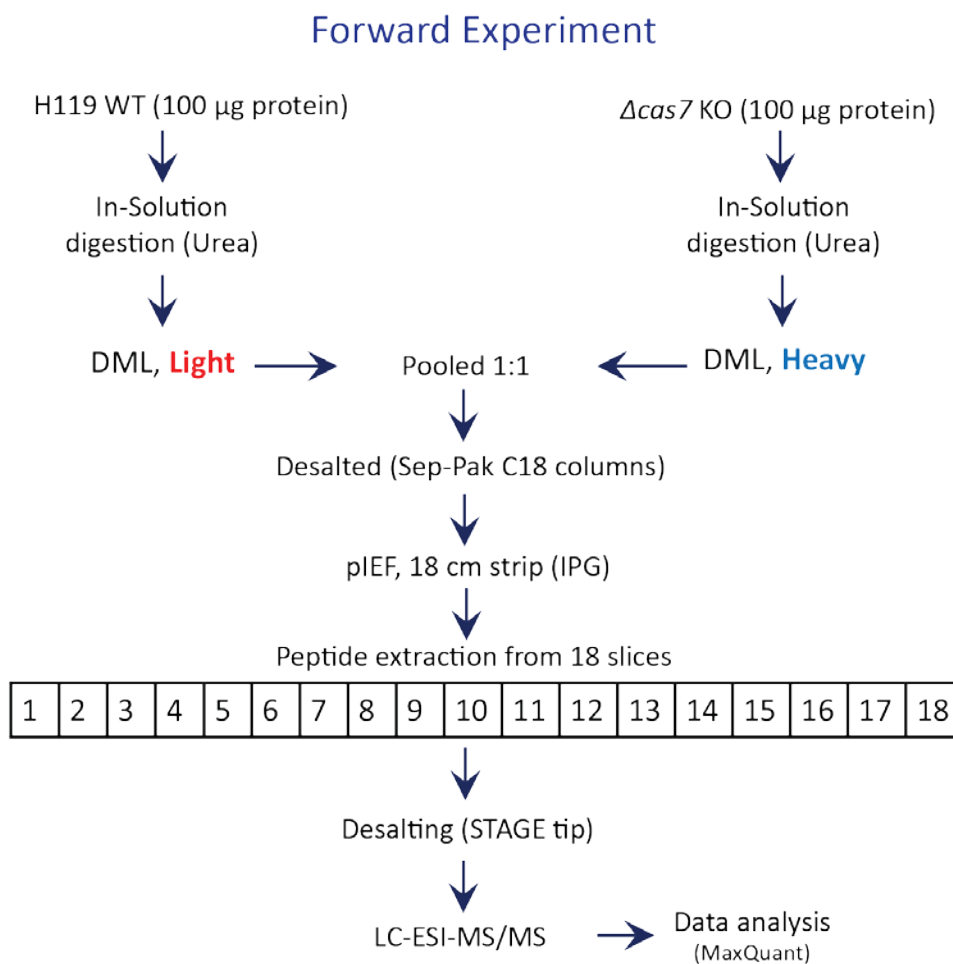 Forward Experiment
H119 WT (100 µg protein)
Δcas7 KO (100 µg protein)
In-Solution
digestion (Urea)
In-Solution
digestion (Urea)
DML, Light
Pooled 1:1
DML, Heavy
Desalted (Sep-Pak C18 columns)
pIEF, 18 cm strip (IPG)
Peptide extraction from 18 slices
1 2 3 4 5 6 7 8 9 10 11 12 13 14 15 16 17 18
Desalting (STAGE tip)
LC-ESI-MS/MS
Data analysis
(MaxQuant)